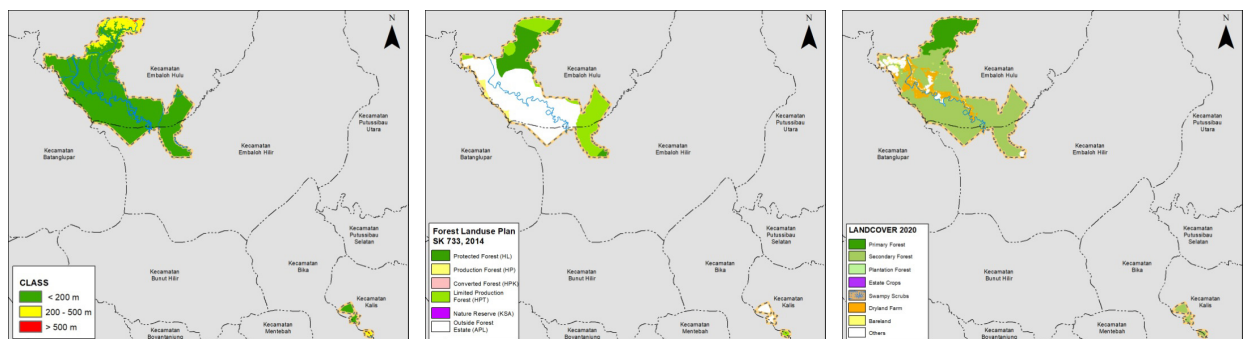 N
Kecamatan
Embaloh Hulu
Kecamatan
Putussibau
Utara
Kecamatan
Batanglupar
Kecamatan
Embaloh Hilir
Kecamatan
Putussibau
Selatan
Kecamatan
Bika
Kecamatan
Bunut Hilir
Kecamatan
Kalis
Kecamatan
Mentebah
Kecamatan
Boyantanjung
CLASS
< 200 m
200 - 500 m
> 500 m
N
Kecamatan
Embaloh Hulu
Kecamatan
Putussibau
Utara
Kecamatan
Batanglupar
Kecamatan
Embaloh Hilir
Kecamatan
Putussibau
Selatan
Kecamatan
Bika
Kecamatan
Bunut Hilir
Kecamatan
Kalis
Kecamatan
Mentebah
Kecamatan
Boyantanjung
Forest Landuse Plan
SK 733, 2014
Protected Forest (HL)
Production Forest (HP)
Converted Forest (HPK)
Limited Production
Forest (HPT)
Nature Reserve (KSA)
Outside Forest
Estate (APL)
N
Kecamatan
Embaloh Hulu
Kecamatan
Putussibau
Utara
Kecamatan
Batanglupar
Kecamatan
Embaloh Hilir
Kecamatan
Putussibau
Selatan
Kecamatan
Bika
Kecamatan
Bunut Hilir
Kecamatan
Kalis
Kecamatan
Mentebah
Kecamatan
Boyantanjung
LANDCOVER 2020
Primary Forest
Secondary Forest
Plantation Forest
Estate Crops
Swampy Scrubs
Dryland Farm
Bareland
Others